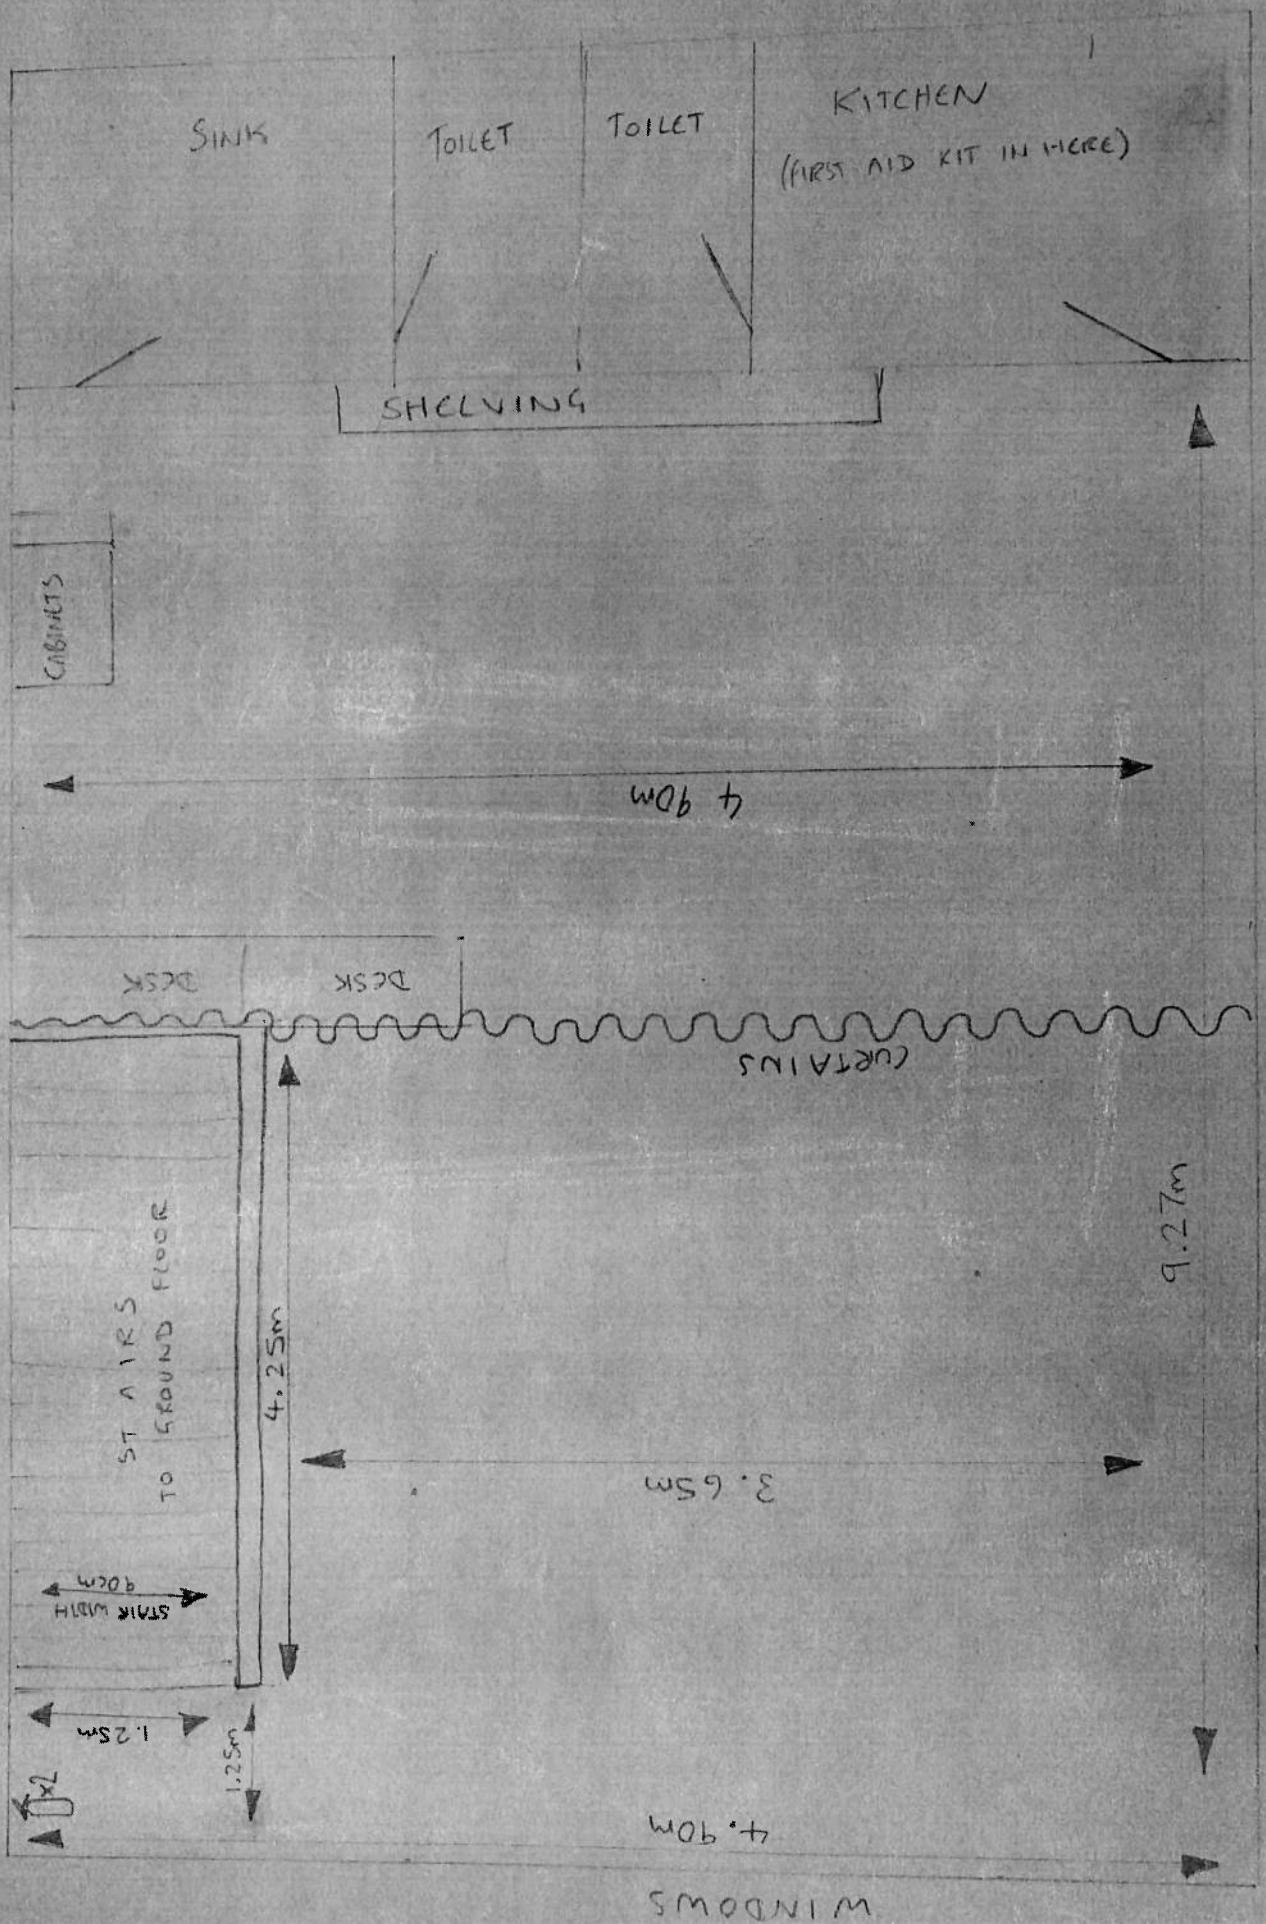 SINK
TOILET
TOILET
KITCHEN
(FIRST AID KIT IN HERE)
SHELVING
CABINETS
4.90m
DESK
DESK
CURTAINS
STAIRS
TO GROUND FLOOR
4.25m
9.27m
3.65m
STAIR WIDTH
90cm
1.25m
1.25m
x2
4.90m
WINDOWS